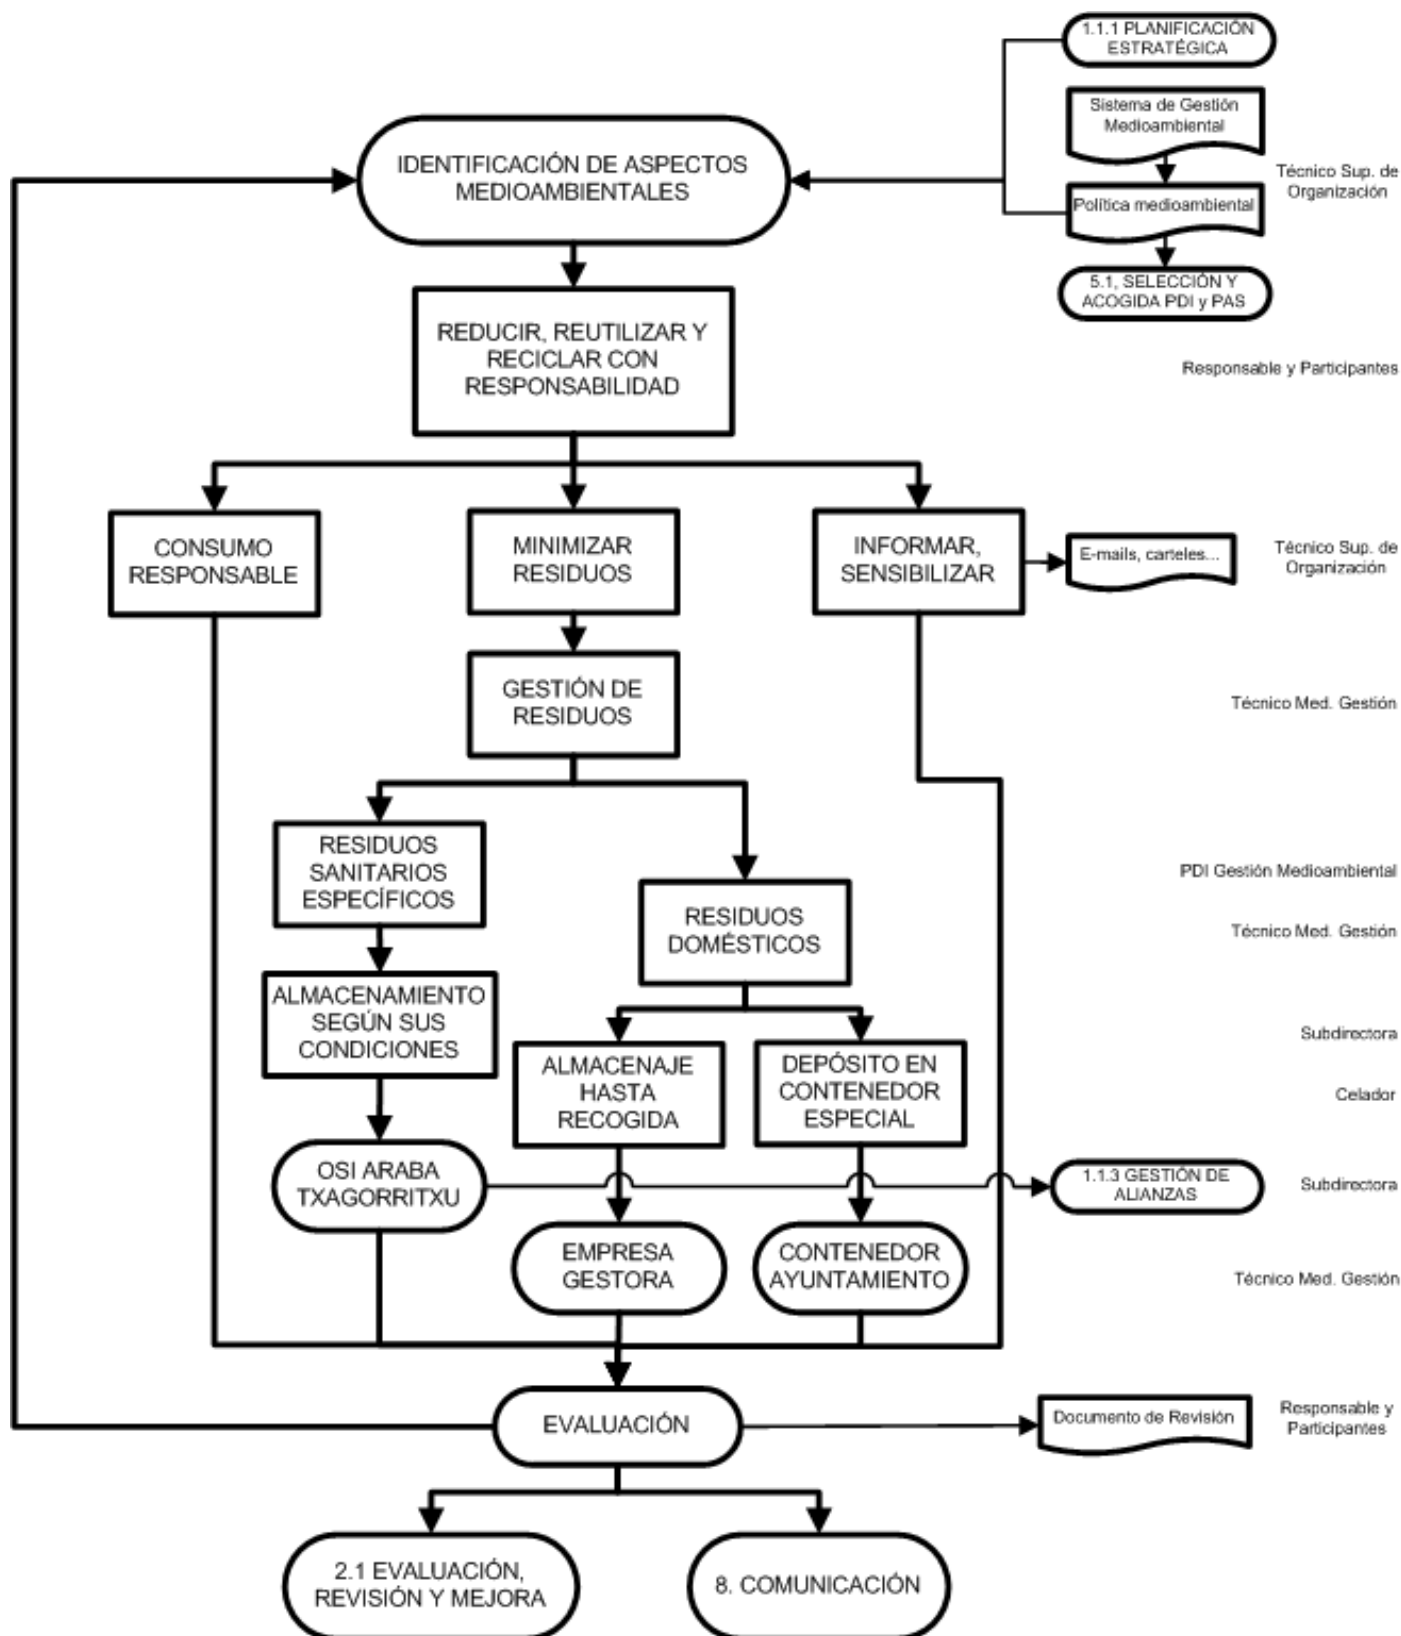 1.1.1 PLANIFICACIÓN
ESTRATÉGICA
Sistema de Gestión
Medioambiental
IDENTIFICACIÓN DE ASPECTOS
MEDIOAMBIENTALES
Técnico Sup. de
Organización
Política medioambiental
5.1, SELECCIÓN Y
ACOGIDA PDI y PAS
REDUCIR, REUTILIZAR Y
RECICLAR CON
RESPONSABILIDAD
Responsable y Participantes
CONSUMO
RESPONSABLE
MINIMIZAR
RESIDUOS
INFORMAR,
SENSIBILIZAR
E-mails, carteles...
Técnico Sup. de
Organización
GESTIÓN DE
RESIDUOS
Técnico Med. Gestión
RESIDUOS
SANITARIOS
ESPECÍFICOS
PDI Gestión Medioambiental
RESIDUOS
DOMÉSTICOS
Técnico Med. Gestión
ALMACENAMIENTO
SEGÚN SUS
CONDICIONES
Subdirectora
ALMACENAJE
HASTA
RECOGIDA
DEPÓSITO EN
CONTENEDOR
ESPECIAL
Celador
OSI ARABA
TXAGORRITXU
1.1.3 GESTIÓN DE
ALIANZAS
Subdirectora
EMPRESA
GESTORA
CONTENEDOR
AYUNTAMIENTO
Técnico Med. Gestión
EVALUACIÓN
Documento de Revisión
Responsable y
Participantes
2.1 EVALUACIÓN,
REVISIÓN Y MEJORA
8. COMUNICACIÓN